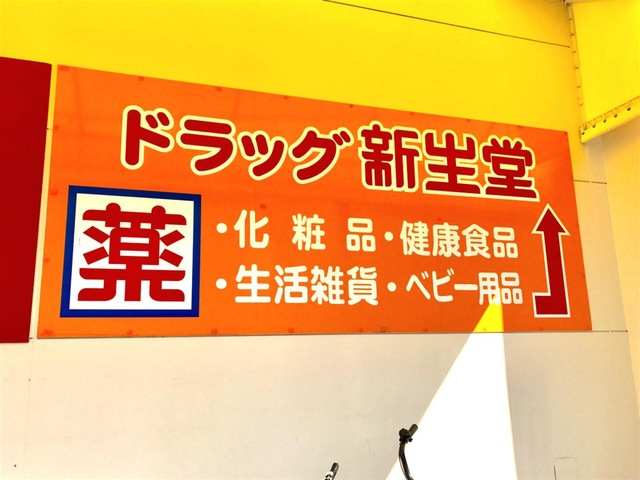 ドラッグ新生堂
薬
・化粧品・健康食品
・生活雑貨・ベビー用品